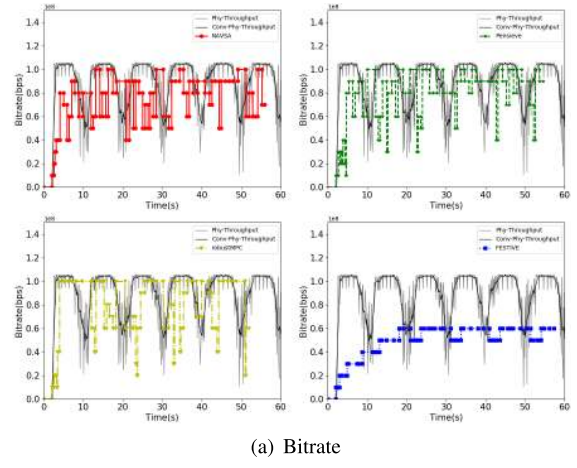 1e8 1e8
1.4 Phy-Throughput 1.4 Phy-Throughput
Conv-Phy-Throughput Conv-Phy-Throughput
1.2 NAVSA 1.2 Pensieve
1.0 1.0
0.8 0.8
Bitrate(bps) Bitrate(bps)
0.6 0.6
0.4 0.4
0.2 0.2
0.0 0.0
0 10 20 30 40 50 60 0 10 20 30 40 50 60
Time(s) Time(s)
1e8 1e8
1.4 Phy-Throughput 1.4 Phy-Throughput
Conv-Phy-Throughput Conv-Phy-Throughput
1.2 robustMPC 1.2 FESTIVE
1.0 1.0
0.8 0.8
Bitrate(bps) Bitrate(bps)
0.6 0.6
0.4 0.4
0.2 0.2
0.0 0.0
0 10 20 30 40 50 60 0 10 20 30 40 50 60
Time(s) Time(s)
(a) Bitrate